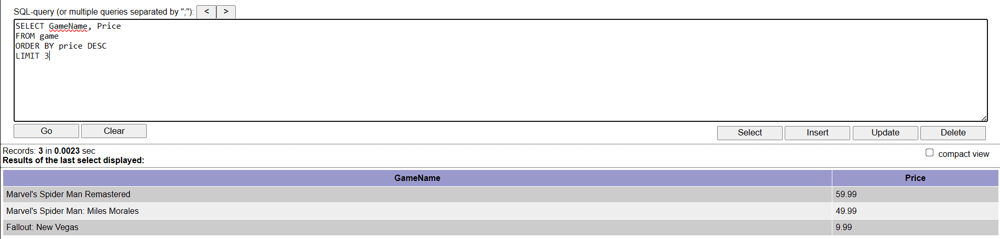 SQL-query (or multiple queries separated by ";"): < >
SELECT GameName, Price
FROM game
ORDER BY price DESC
LIMIT 3
Go Clear Select Insert Update Delete
Records: 3 in 0.0023 sec
compact view
Results of the last select displayed:
GameName Price
Marvel's Spider Man Remastered 59.99
Marvel's Spider Man: Miles Morales 49.99
Fallout: New Vegas 9.99